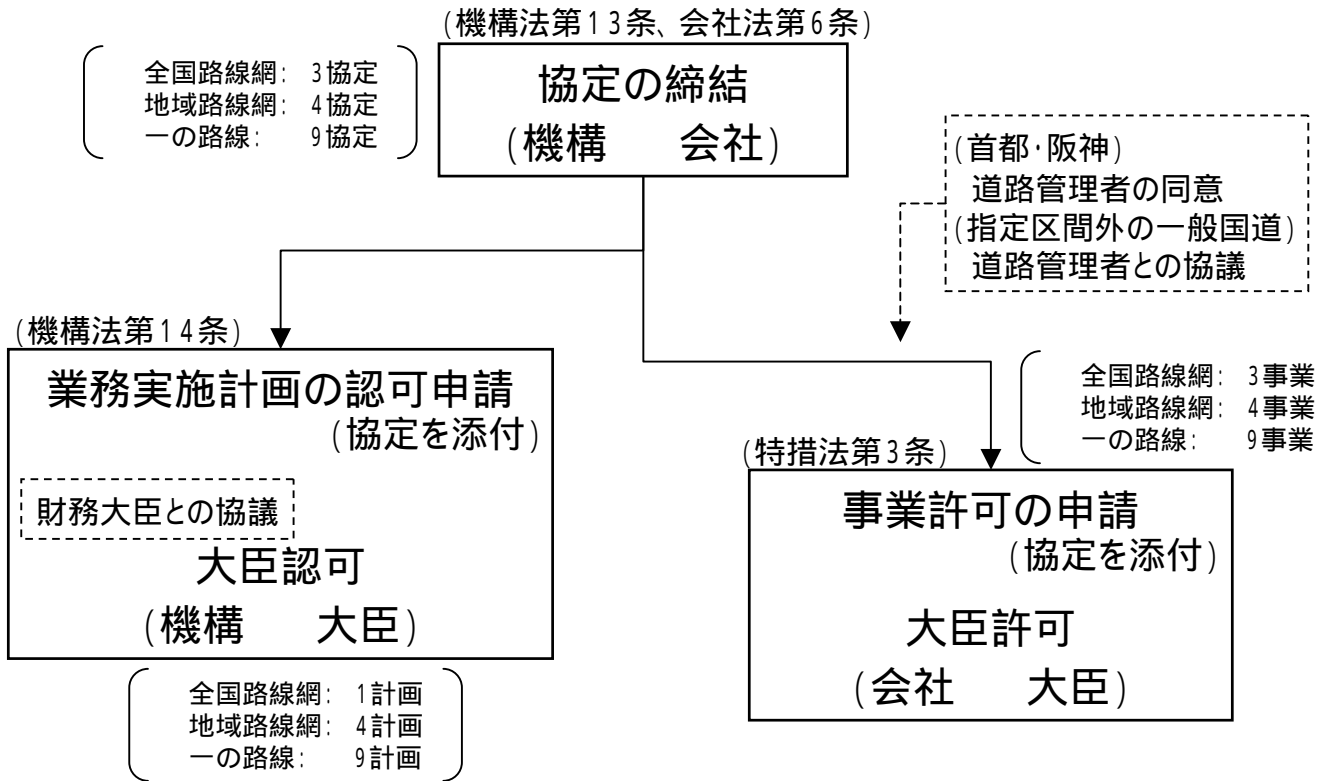 (機構法第13条、会社法第6条)
全国路線網: 3協定
地域路線網: 4協定
一の路線: 9協定
協定の締結
(機構 会社)
(首都・阪神)
道路管理者の同意
(指定区間外の一般国道)
道路管理者との協議
(機構法第14条)
業務実施計画の認可申請
(協定を添付)
財務大臣との協議
大臣認可
(機構 大臣)
全国路線網: 1計画
地域路線網: 4計画
一の路線: 9計画
全国路線網: 3事業
地域路線網: 4事業
一の路線: 9事業
(特措法第3条)
事業許可の申請
(協定を添付)
大臣許可
(会社 大臣)